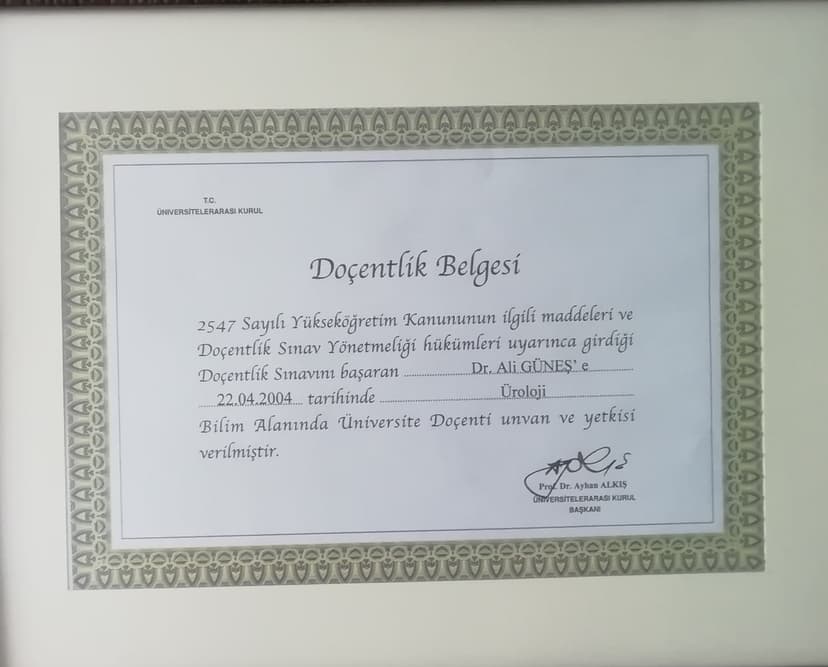 T.C.
ÜNİVERSİTELERARASI KURUL
Doçentlik Belgesi
2547 Sayılı Yükseköğretim Kanununun ilgili maddeleri ve
Doçentlik Sınav Yönetmeliği hükümleri uyarınca girdiği
Doçentlik Sınavını başaran Dr. Ali GÜNEŞ' e
22.04.2004 tarihinde Üroloji
Bilim Alanında Üniversite Doçenti unvan ve yetkisi
verilmiştir.
Prof. Dr. Ayhan ALKIŞ
ÜNİVERSİTELERARASI KURUL
BAŞKANI